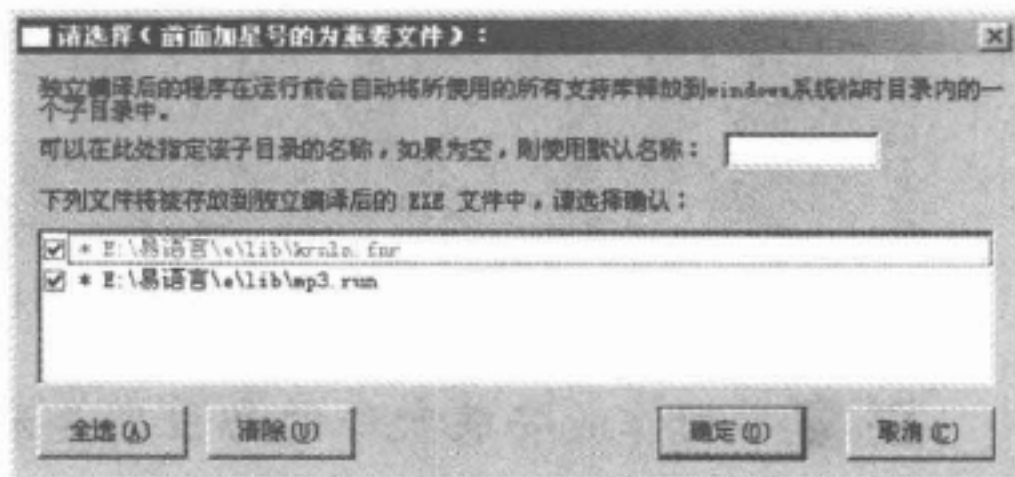 请选择(前面加星号的为重要文件):
独立编译后的程序在运行前会自动将所使用的所有支持库释放到windows系统临时目录内的一
个子目录中。
可以在此处指定该子目录的名称,如果为空,则使用默认名称:
下列文件将被存放到独立编译后的 EXE 文件中,请选择确认:
* E:\易语言\e\lib\krnln.fnr
* E:\易语言\e\lib\mp3.run
全选(A) 清除(U) 确定(O) 取消(C)